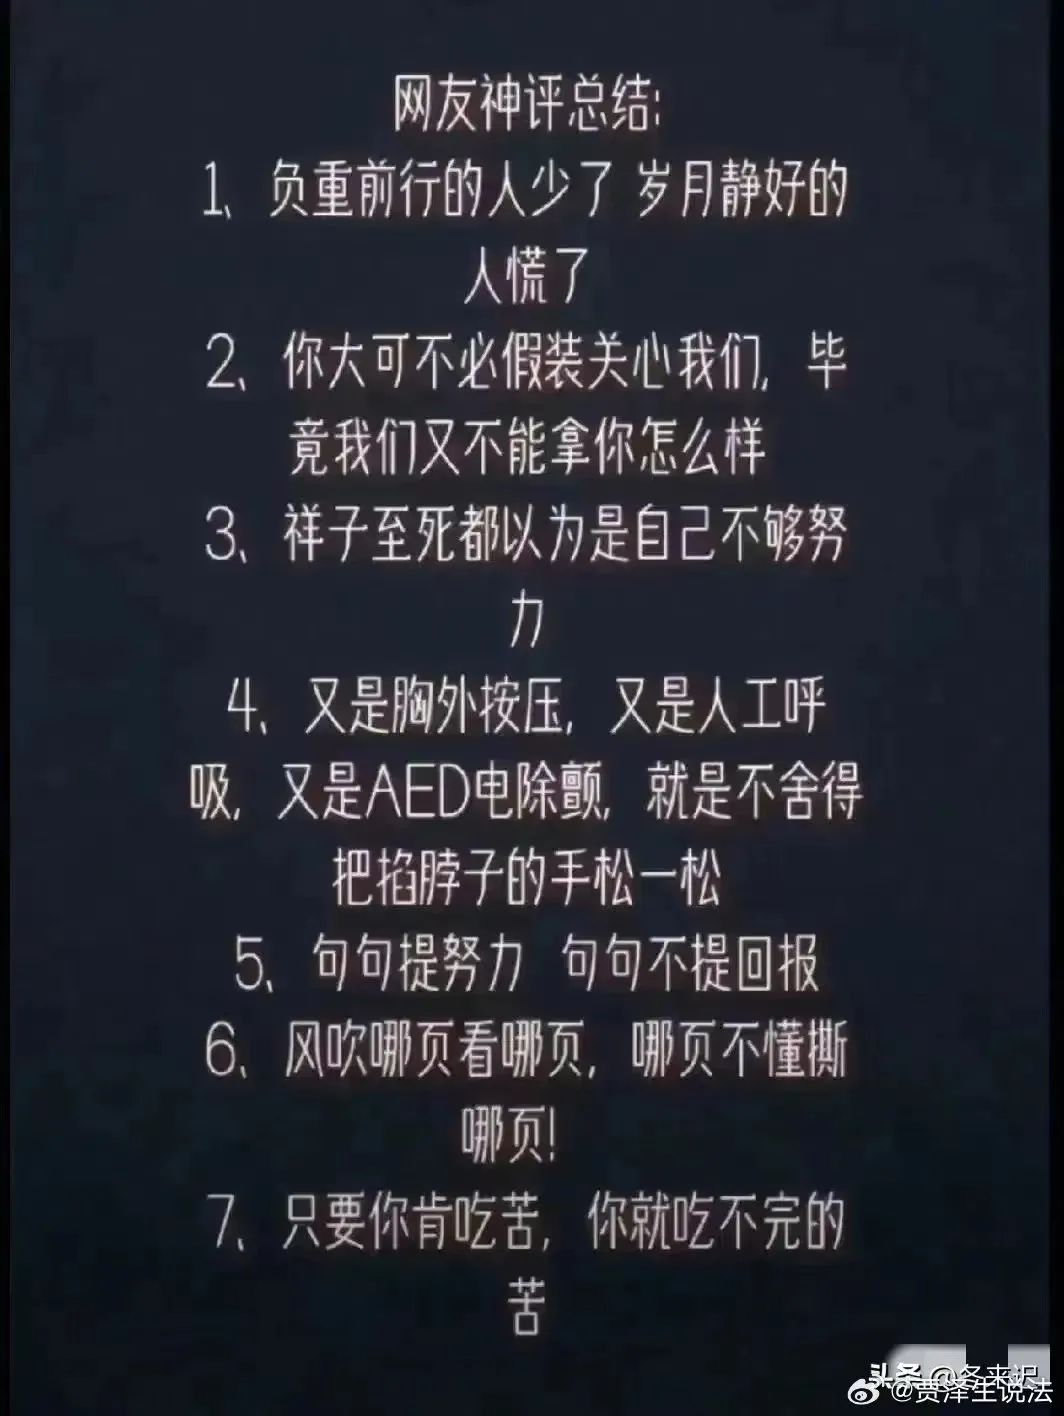 网友神评总结:
1、负重前行的人少了 岁月静好的
人慌了
2、你大可不必假装关心我们, 毕
竟我们又不能拿你怎么样
3、祥子至死都以为是自己不够努
力
4、又是胸外按压, 又是人工呼
吸, 又是AED电除颤, 就是不舍得
把掐脖子的手松一松
5、句句提努力 句句不提回报
6、风吹哪页看哪页, 哪页不懂撕
哪页!
7、只要你肯吃苦, 你就吃不完的
苦
头条 @冬来迟
@贾泽生说法